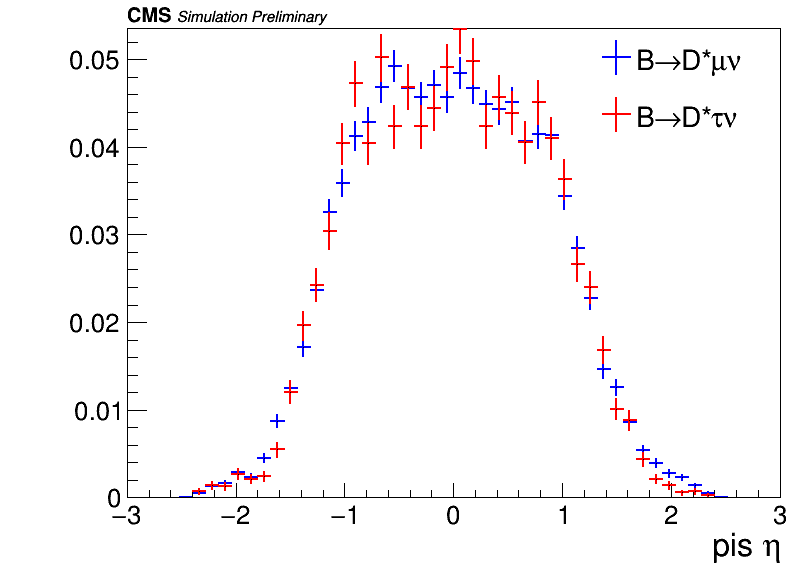 CMS Simulation Preliminary
0.05
0.04
0.03
0.02
0.01
0
B→D*μν
B→D*τν
−3 −2 −1 0 1 2 3
pis η